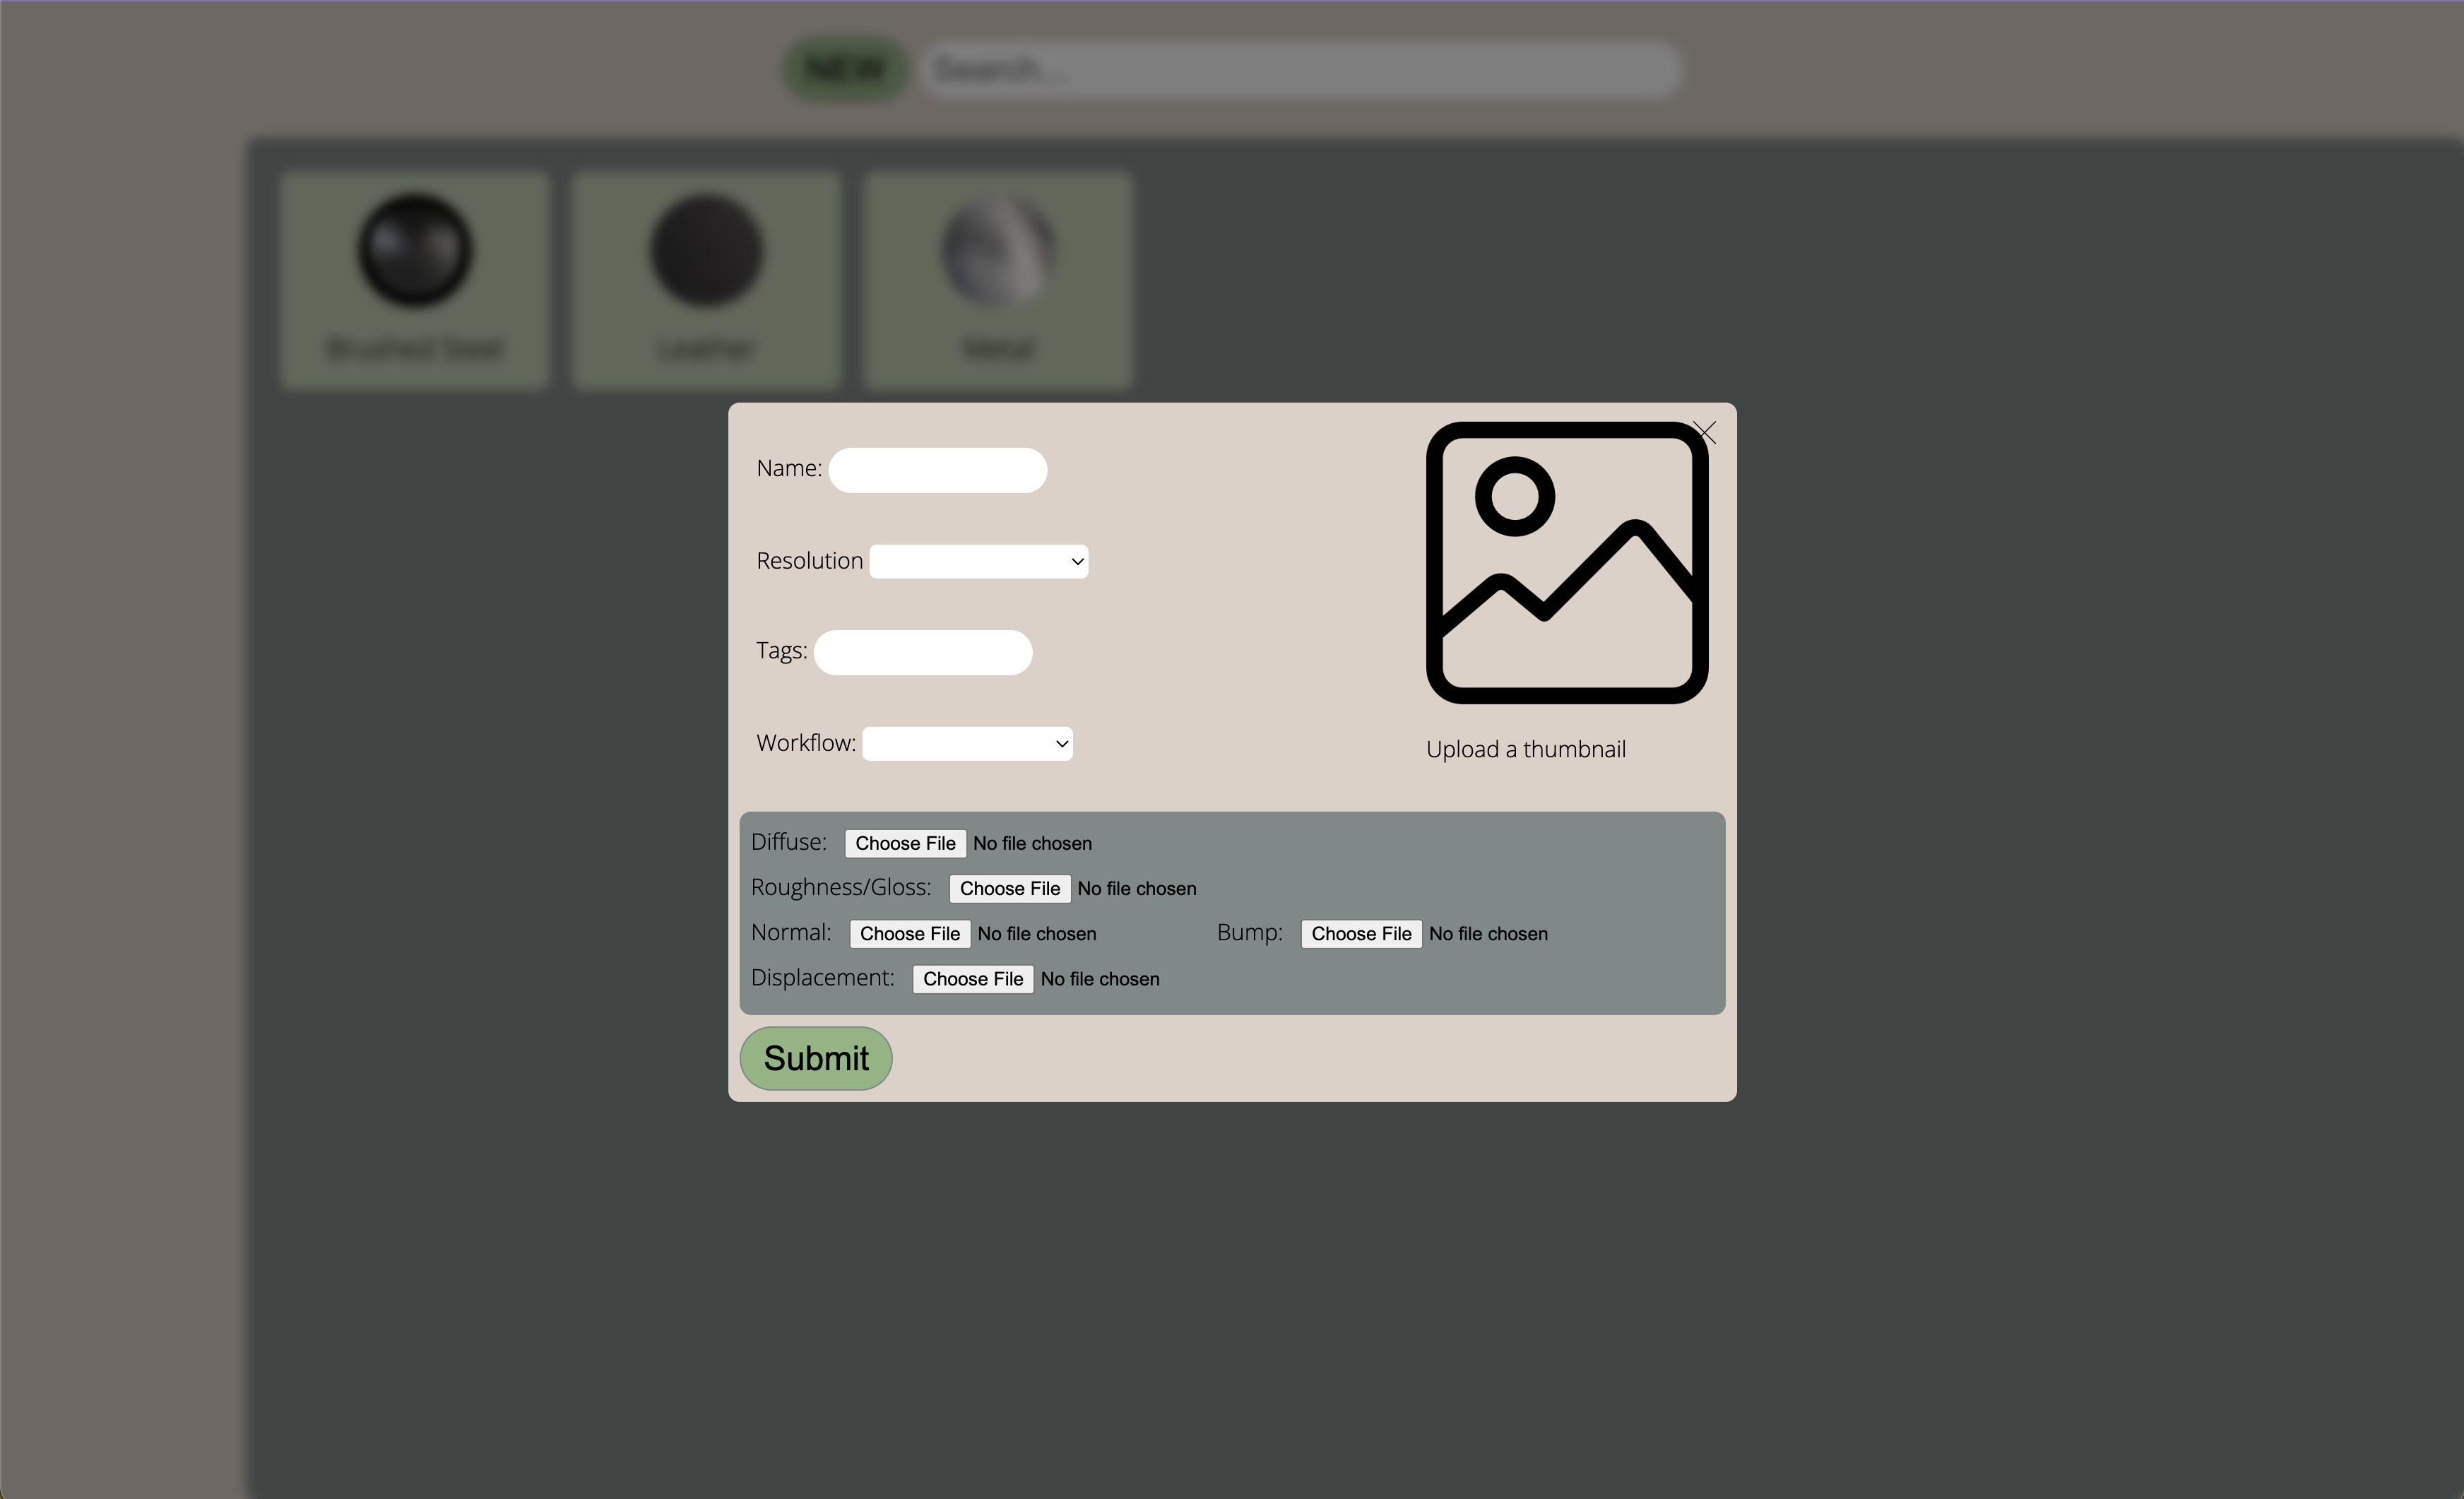 NEW Search...
Brushed Steel Leather Metal
Name:
Resolution
Tags:
Workflow:
Upload a thumbnail
Diffuse: Choose File No file chosen
Roughness/Gloss: Choose File No file chosen
Normal: Choose File No file chosen Bump: Choose File No file chosen
Displacement: Choose File No file chosen
Submit